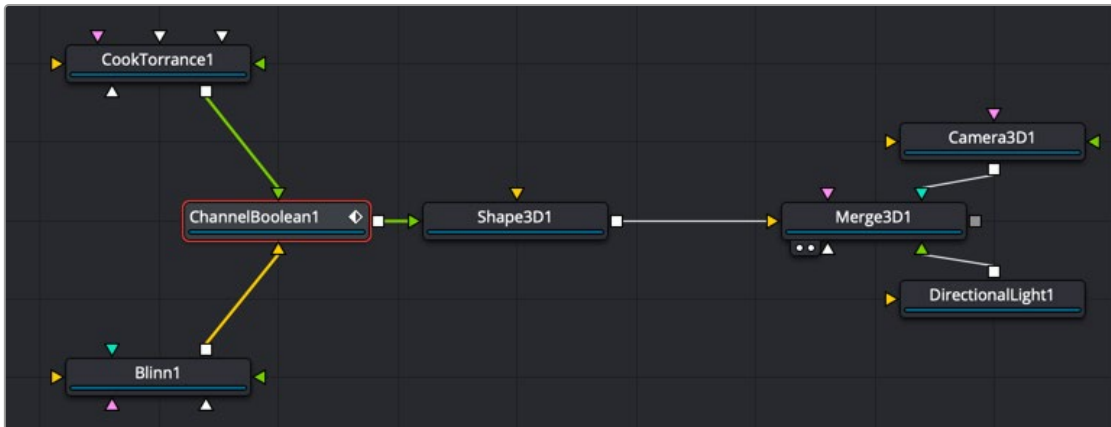 CookTorrance1
Camera3D1
ChannelBoolean1
Shape3D1
Merge3D1
DirectionalLight1
Blinn1